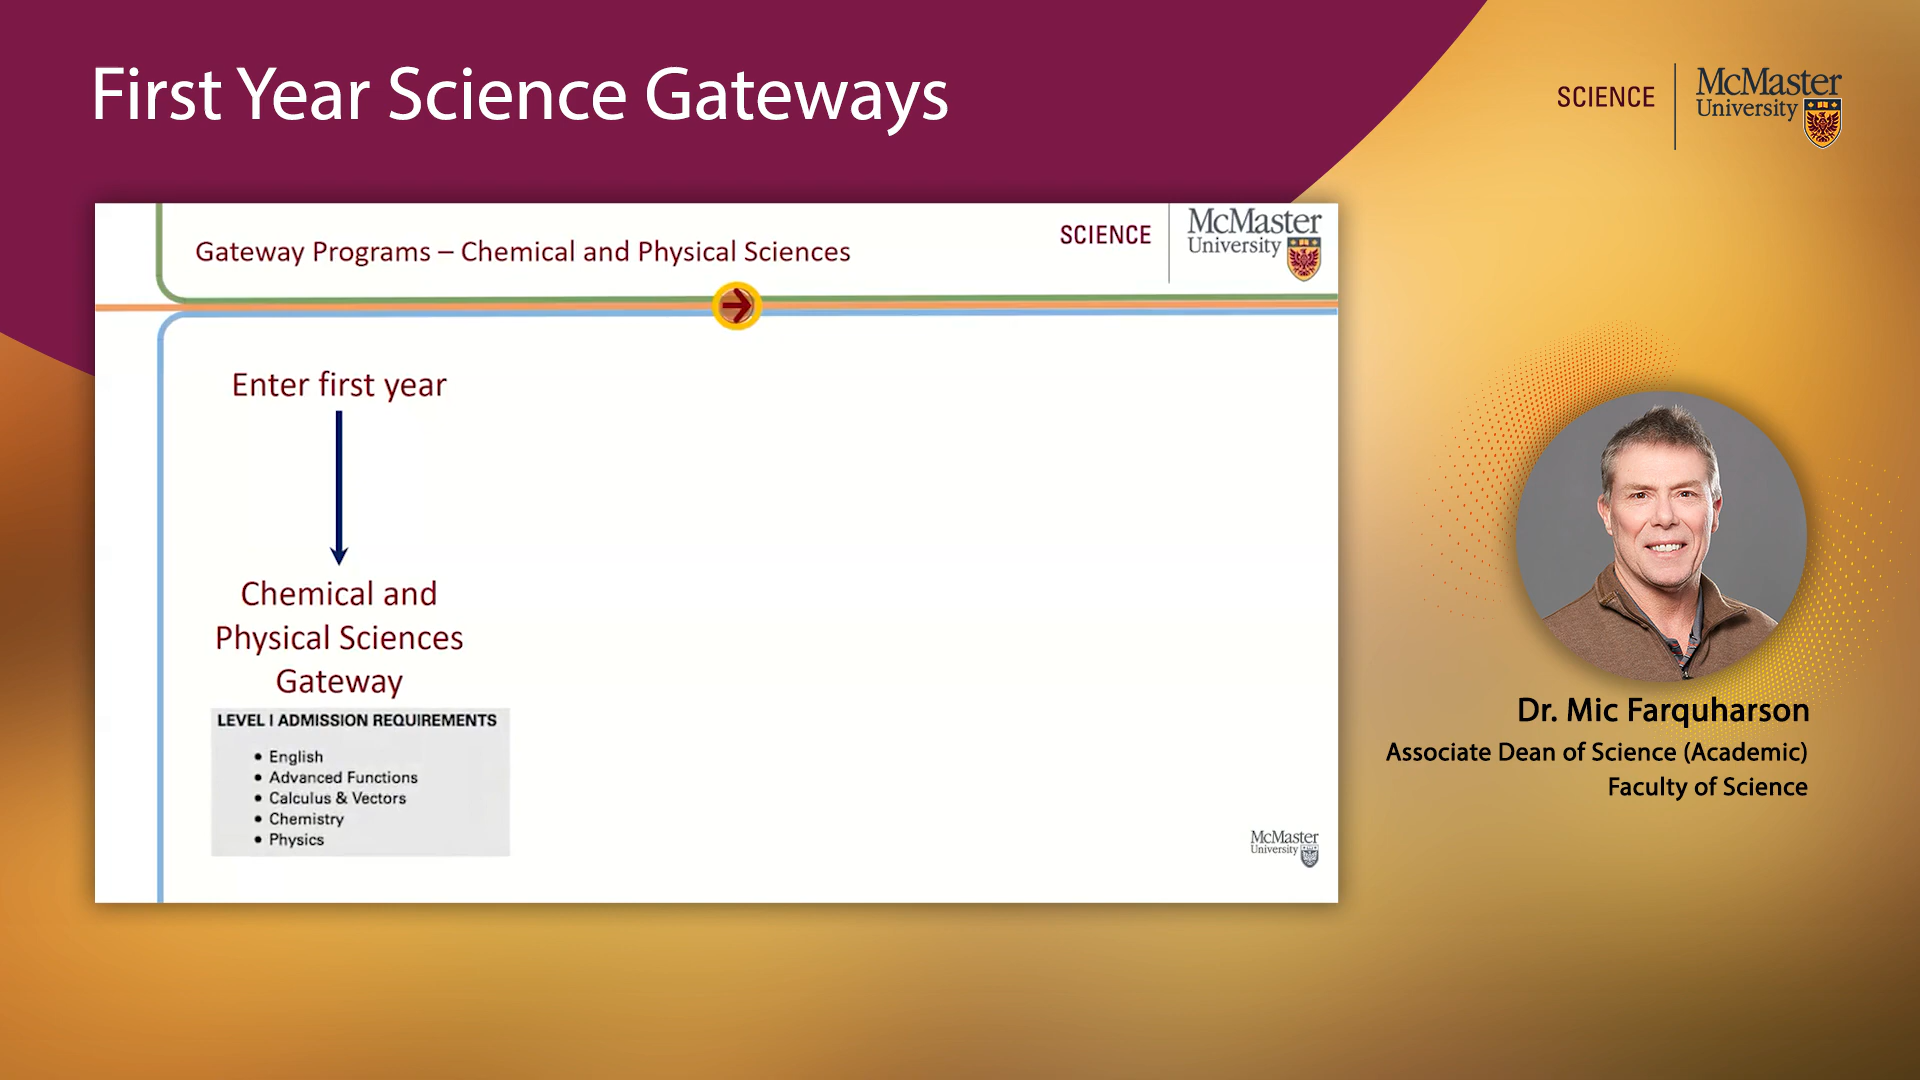 First Year Science Gateways
SCIENCE
McMaster
University
Gateway Programs – Chemical and Physical Sciences
SCIENCE
McMaster
University
Enter first year
Chemical and
Physical Sciences
Gateway
LEVEL I ADMISSION REQUIREMENTS
• English
• Advanced Functions
• Calculus & Vectors
• Chemistry
• Physics
McMaster
University
Dr. Mic Farquharson
Associate Dean of Science (Academic)
Faculty of Science